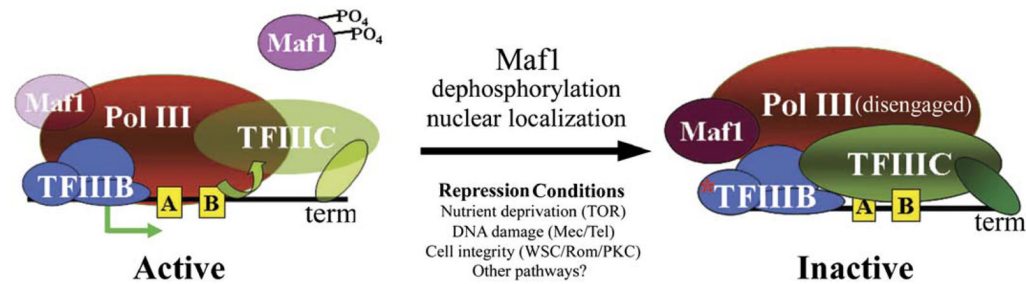 PO4
PO4
Maf1
Maf1
Pol III
TFIIIC
TFIIIB
A
B
term
Active
Maf1
dephosphorylation
nuclear localization
Repression Conditions
Nutrient deprivation (TOR)
DNA damage (Mec/Tel)
Cell integrity (WSC/Rom/PKC)
Other pathways?
Pol III (disengaged)
Maf1
TFIIIC
*TFIIIB
A
B
term
Inactive